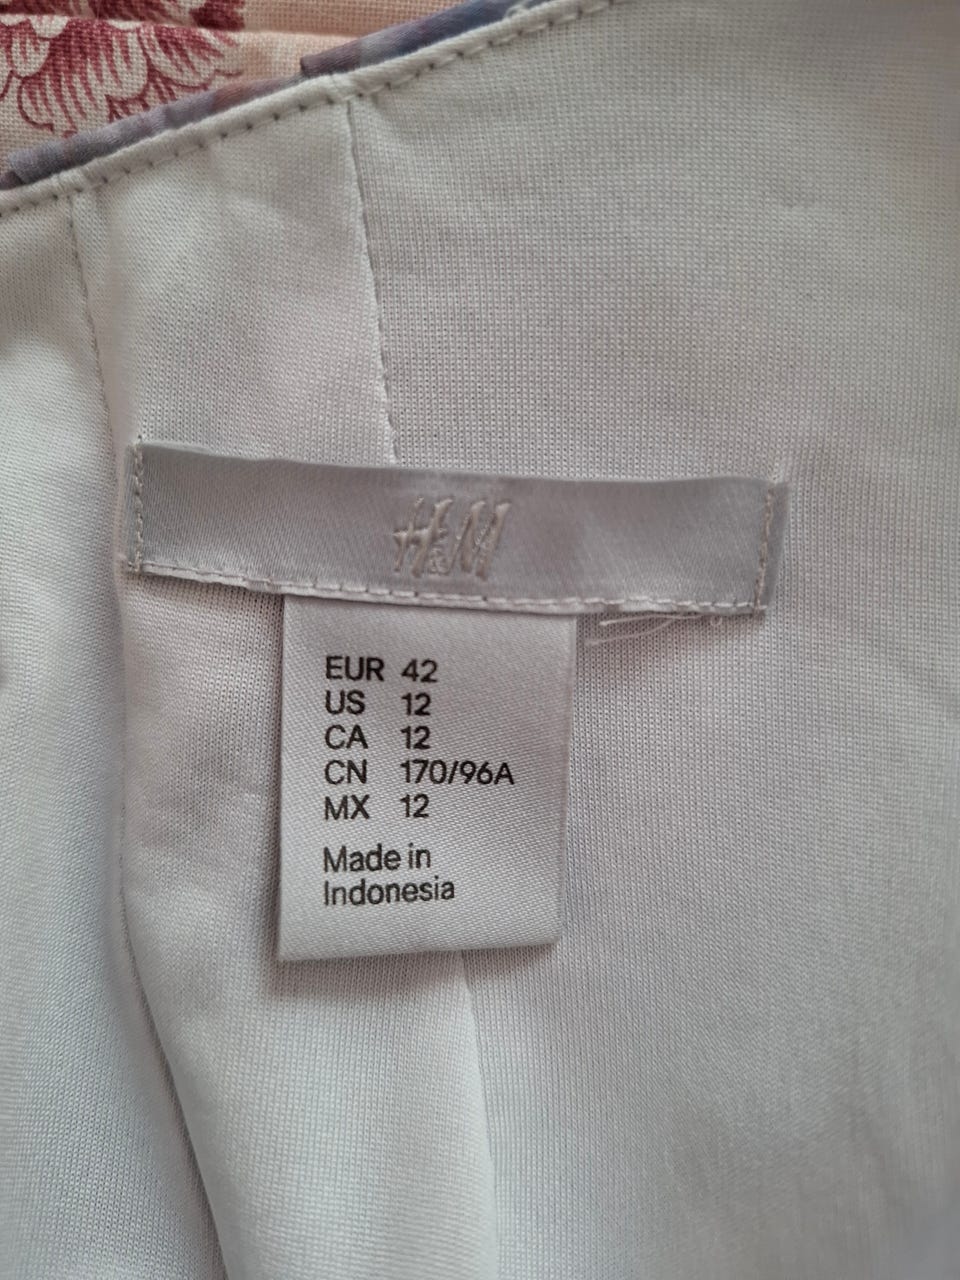 H&M
EUR 42
US 12
CA 12
CN 170/96A
MX 12
Made in
Indonesia